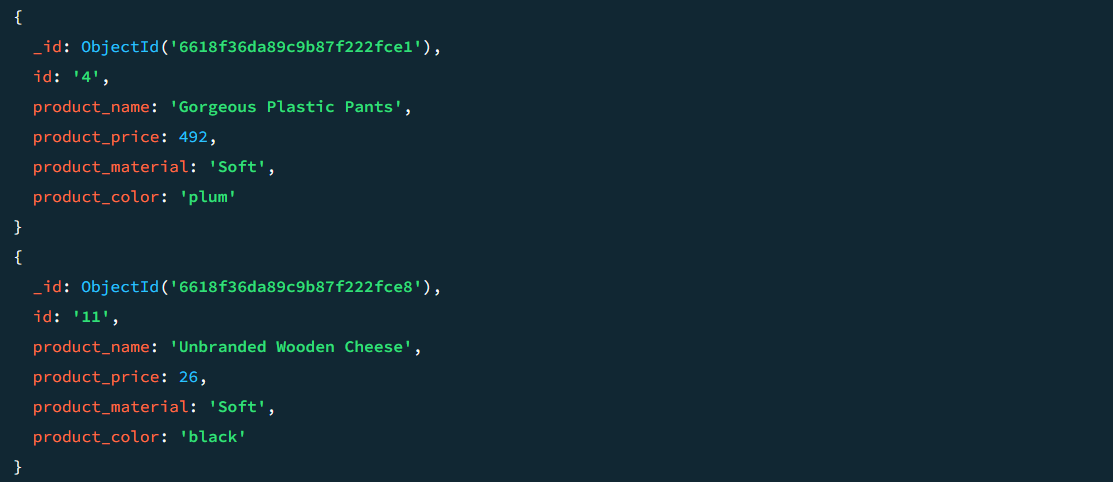 {
_id: ObjectId('6618f36da89c9b87f222fce1'),
id: '4',
product_name: 'Gorgeous Plastic Pants',
product_price: 492,
product_material: 'Soft',
product_color: 'plum'
}
{
_id: ObjectId('6618f36da89c9b87f222fce8'),
id: '11',
product_name: 'Unbranded Wooden Cheese',
product_price: 26,
product_material: 'Soft',
product_color: 'black'
}